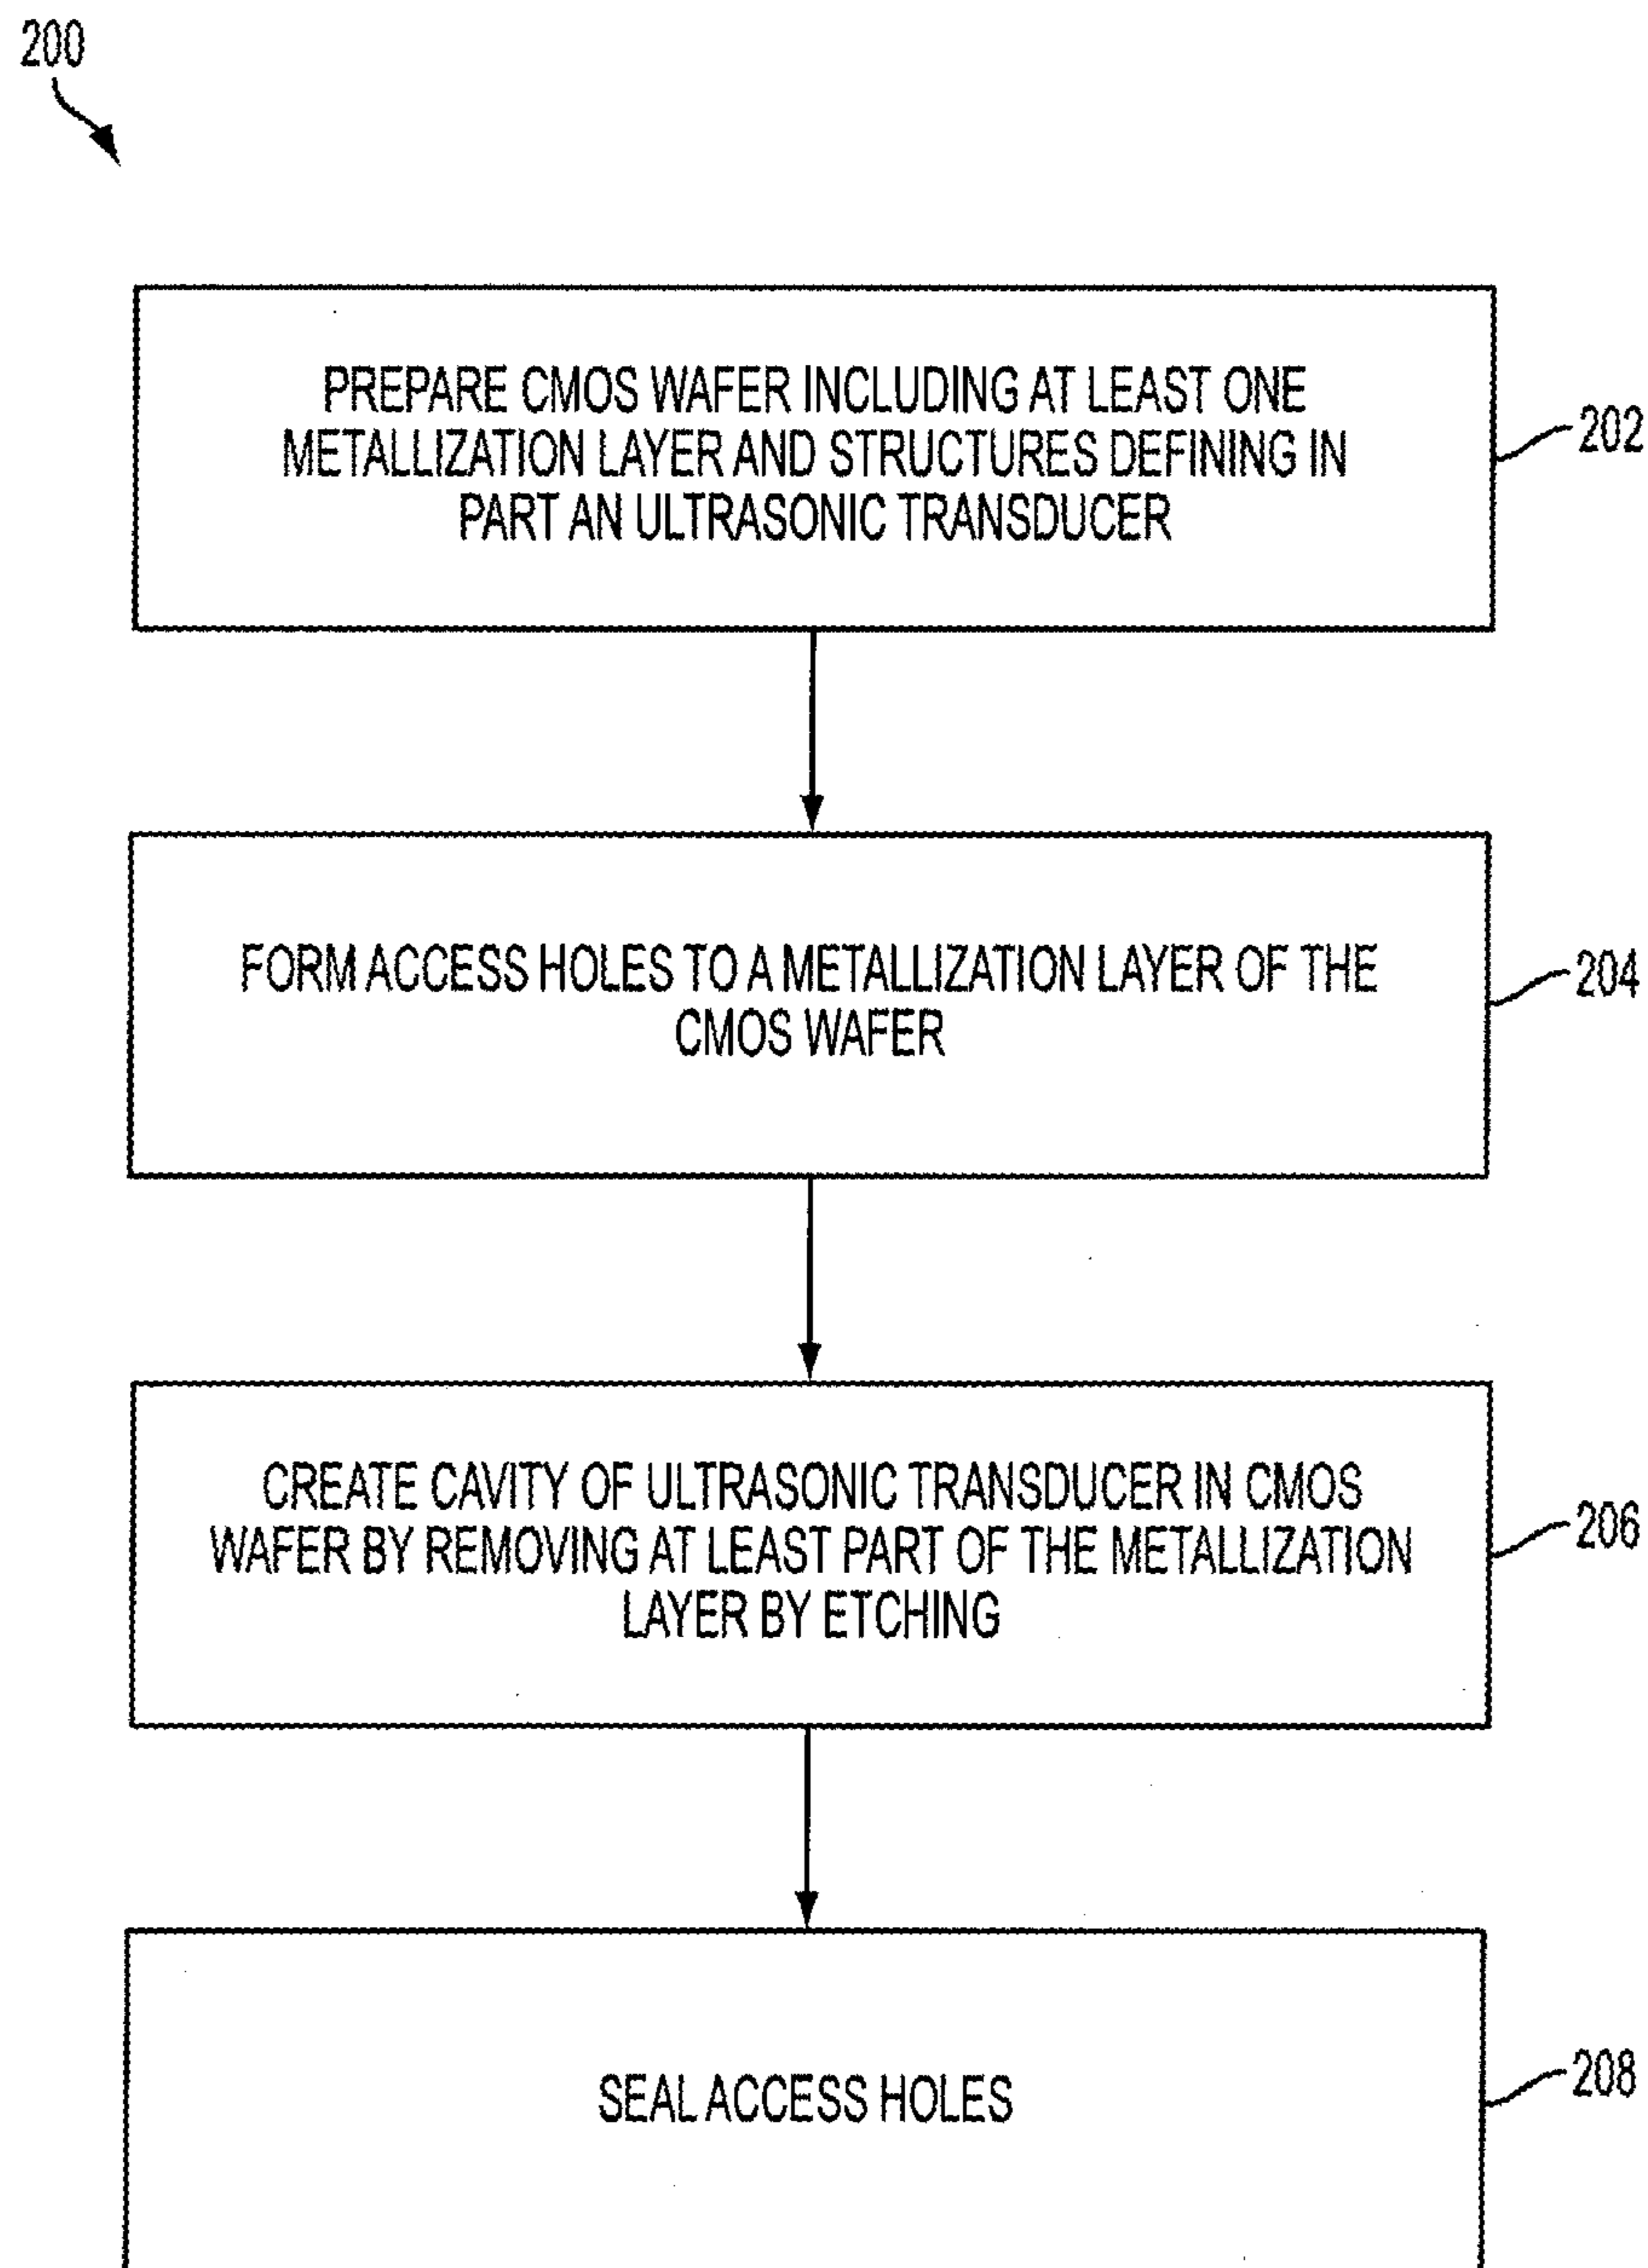 200
PREPARE CMOS WAFER INCLUDING AT LEAST ONE
METALLIZATION LAYER AND STRUCTURES DEFINING IN
PART AN ULTRASONIC TRANSDUCER
202
FORM ACCESS HOLES TO A METALLIZATION LAYER OF THE
CMOS WAFER
204
CREATE CAVITY OF ULTRASONIC TRANSDUCER IN CMOS
WAFER BY REMOVING AT LEAST PART OF THE METALLIZATION
LAYER BY ETCHING
206
SEAL ACCESS HOLES
208